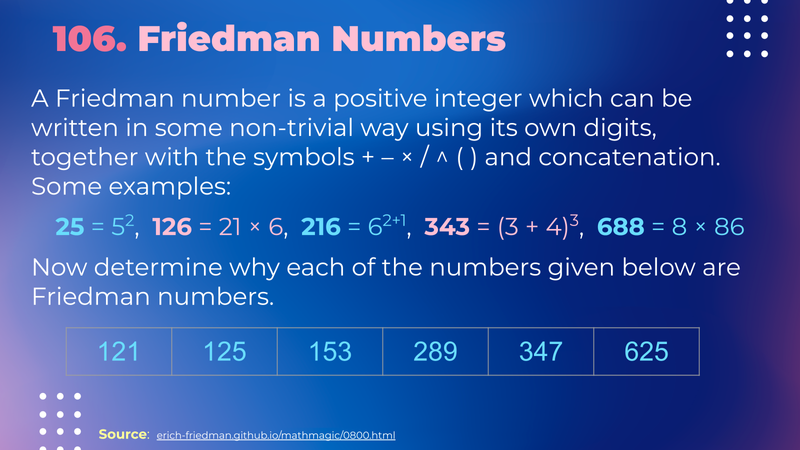 106. Friedman Numbers
A Friedman number is a positive integer which can be
written in some non-trivial way using its own digits,
together with the symbols + – × / ^ ( ) and concatenation.
Some examples:
25 = 5², 126 = 21 × 6, 216 = 6²⁺¹, 343 = (3 + 4)³, 688 = 8 × 86
Now determine why each of the numbers given below are
Friedman numbers.
121 125 153 289 347 625
Source: erich-friedman.github.io/mathmagic/0800.html